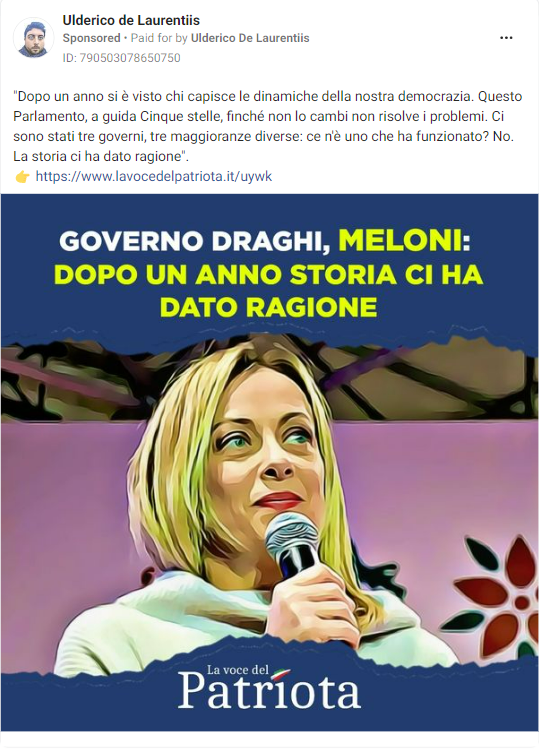 Ulderico de Laurentiis
Sponsored • Paid for by Ulderico De Laurentiis
ID: 790503078650750
"Dopo un anno si è visto chi capisce le dinamiche della nostra democrazia. Questo
Parlamento, a guida Cinque stelle, finché non lo cambi non risolve i problemi. Ci
sono stati tre governi, tre maggioranze diverse: ce n'è uno che ha funzionato? No.
La storia ci ha dato ragione".
👉 https://www.lavocedelpatriota.it/uywk
GOVERNO DRAGHI, MELONI:
DOPO UN ANNO STORIA CI HA
DATO RAGIONE
La voce del
Patriota